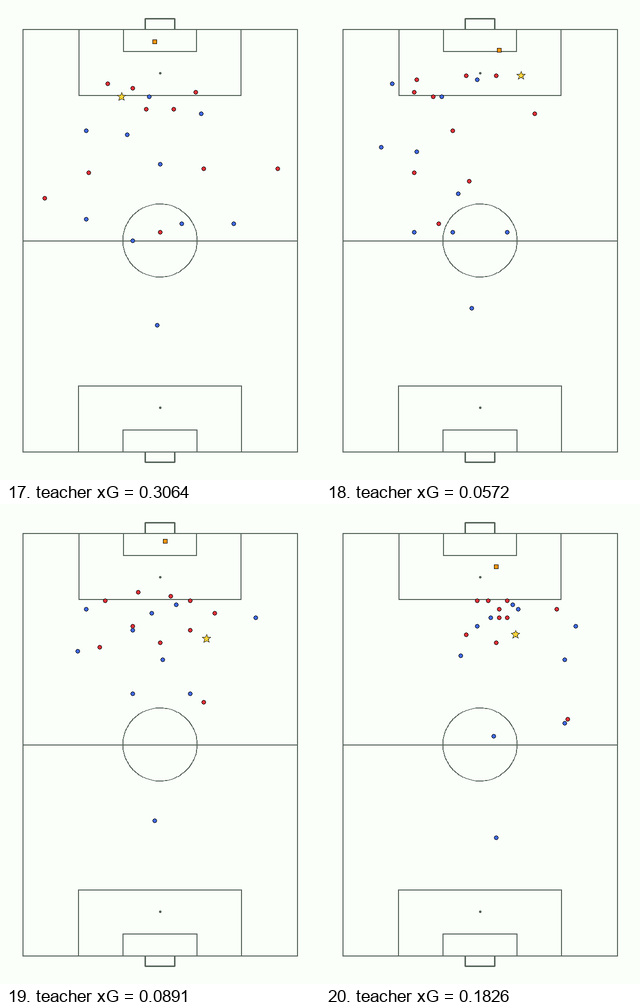 17. teacher xG = 0.3064
18. teacher xG = 0.0572
19. teacher xG = 0.0891
20. teacher xG = 0.1826